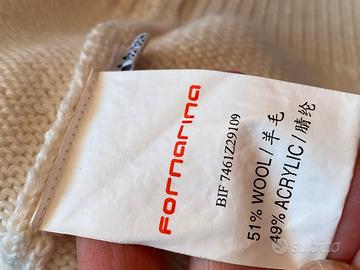 Fornarina
BIF 7461Z29109
51% WOOL/羊毛
49% ACRYLIC/腈纶
subito